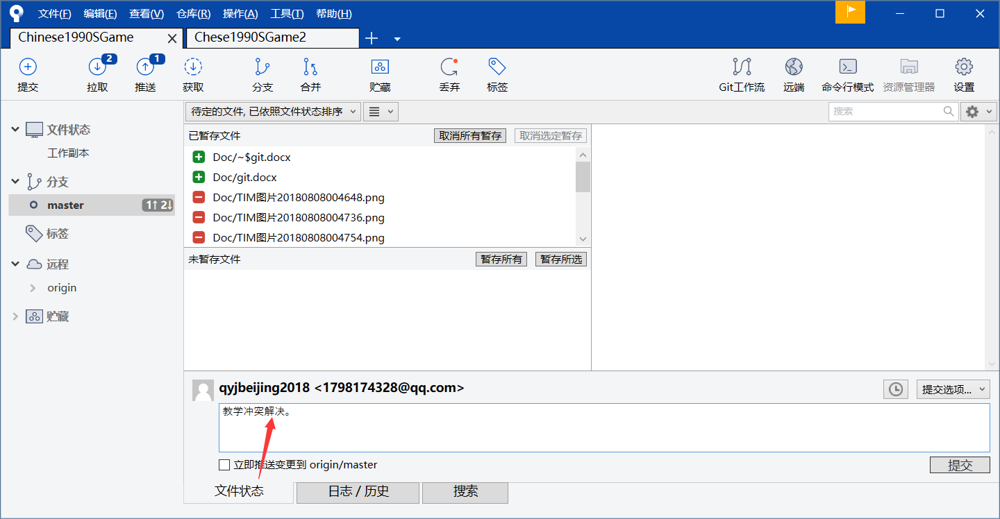 文件(F) 编辑(E) 查看(V) 仓库(R) 操作(A) 工具(T) 帮助(H)
Chinese1990SGame Chese1990SGame2
2 1
提交 拉取 推送 获取 分支 合并 贮藏 丢弃 标签 Git工作流 远端 命令行模式 资源管理器 设置
待定的文件, 已依照文件状态排序 搜索
文件状态
工作副本
分支
master 1↑ 2↓
标签
远程
origin
贮藏
已暂存文件 取消所有暂存 取消选定暂存
Doc/~$git.docx
Doc/git.docx
Doc/TIM图片20180808004648.png
Doc/TIM图片20180808004736.png
Doc/TIM图片20180808004754.png
未暂存文件 暂存所有 暂存所选
qyjbeijing2018 <1798174328@qq.com> 提交选项...
教学冲突解决。
立即推送变更到 origin/master 提交
文件状态 日志 / 历史 搜索